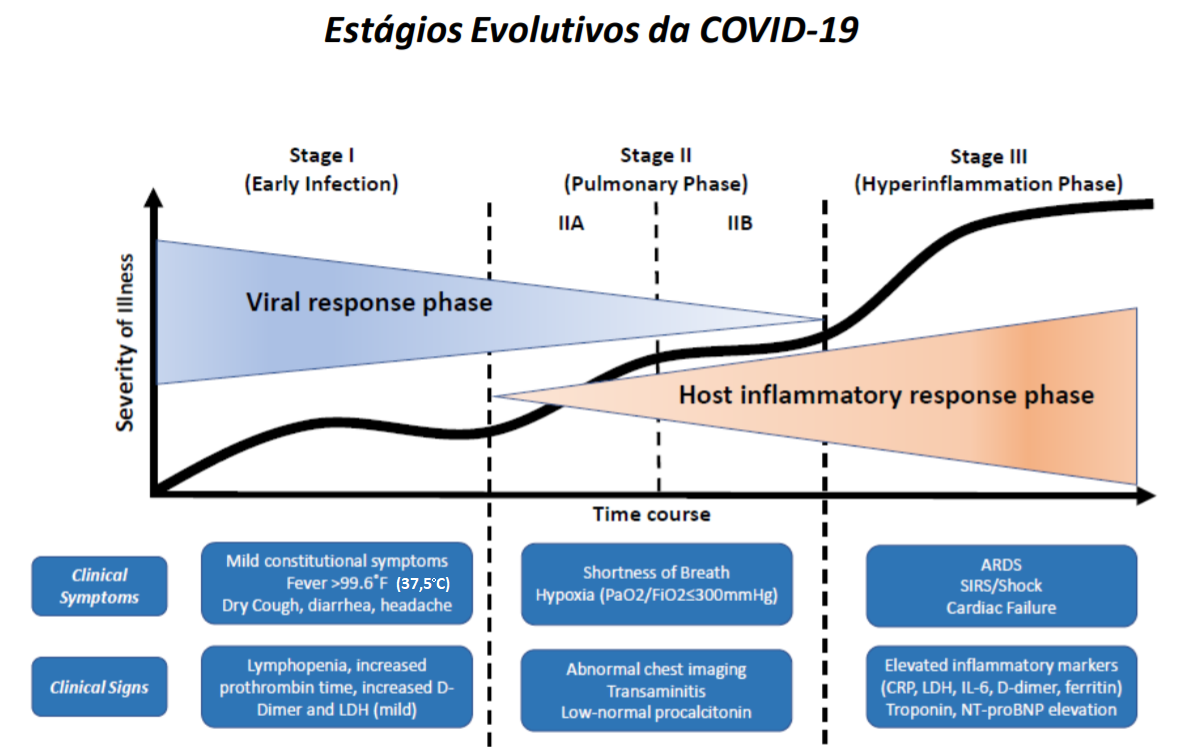 Estágios Evolutivos da COVID-19
Stage I
(Early Infection)
Stage II
(Pulmonary Phase)
Stage III
(Hyperinflammation Phase)
IIA
IIB
Severity of Illness
Viral response phase
Host inflammatory response phase
Time course
Clinical
Symptoms
Mild constitutional symptoms
Fever >99.6°F (37,5°C)
Dry Cough, diarrhea, headache
Shortness of Breath
Hypoxia (PaO2/FiO2≤300mmHg)
ARDS
SIRS/Shock
Cardiac Failure
Clinical Signs
Lymphopenia, increased
prothrombin time, increased D-
Dimer and LDH (mild)
Abnormal chest imaging
Transaminitis
Low-normal procalcitonin
Elevated inflammatory markers
(CRP, LDH, IL-6, D-dimer, ferritin)
Troponin, NT-proBNP elevation